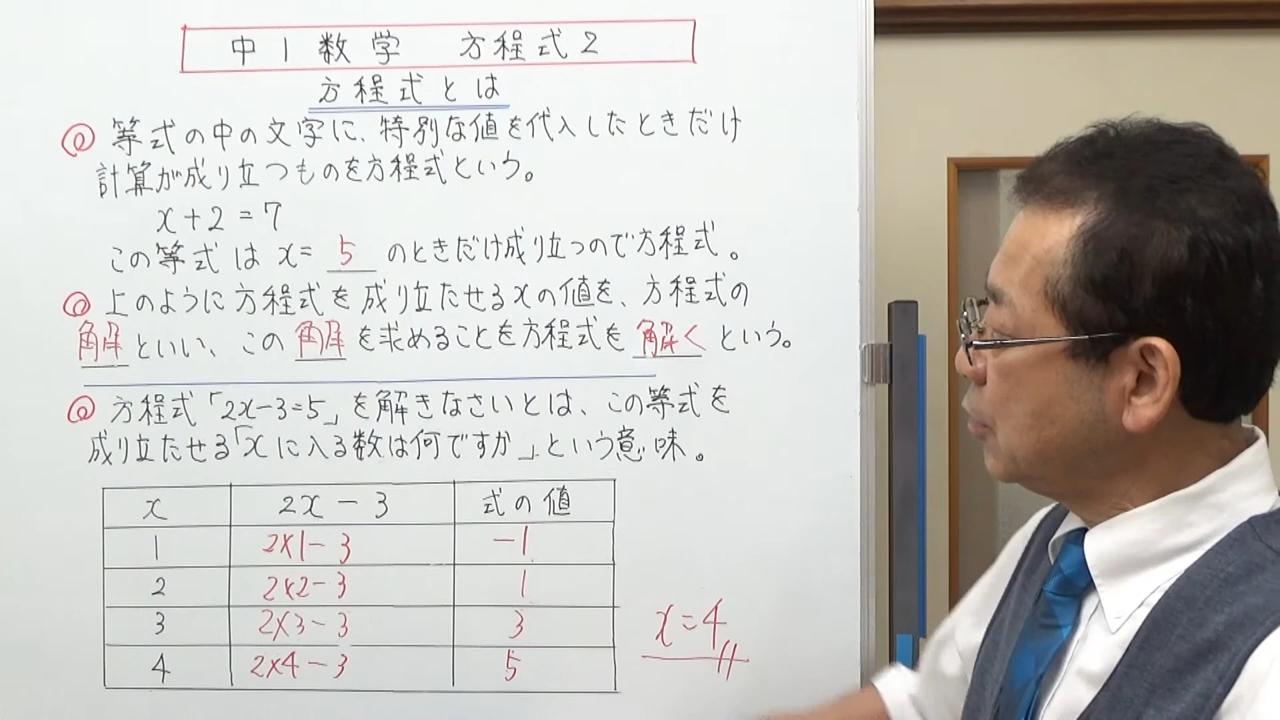 中1数学 方程式2
方程式とは
◎ 等式の中の文字に、特別な値を代入したときだけ
計算が成り立つものを方程式という。
x+2=7
この等式は x= 5 のときだけ成り立つので方程式。
◎ 上のように方程式を成り立たせるxの値を、方程式の
解 といい、この 解 を求めることを方程式を 解く という。
◎ 方程式「2x-3=5」を解きなさいとは、この等式を
成り立たせる「xに入る数は何ですか」という意味。
x 2x-3 式の値
1 2×1-3 -1
2 2×2-3 1
3 2×3-3 3
4 2×4-3 5
x=4